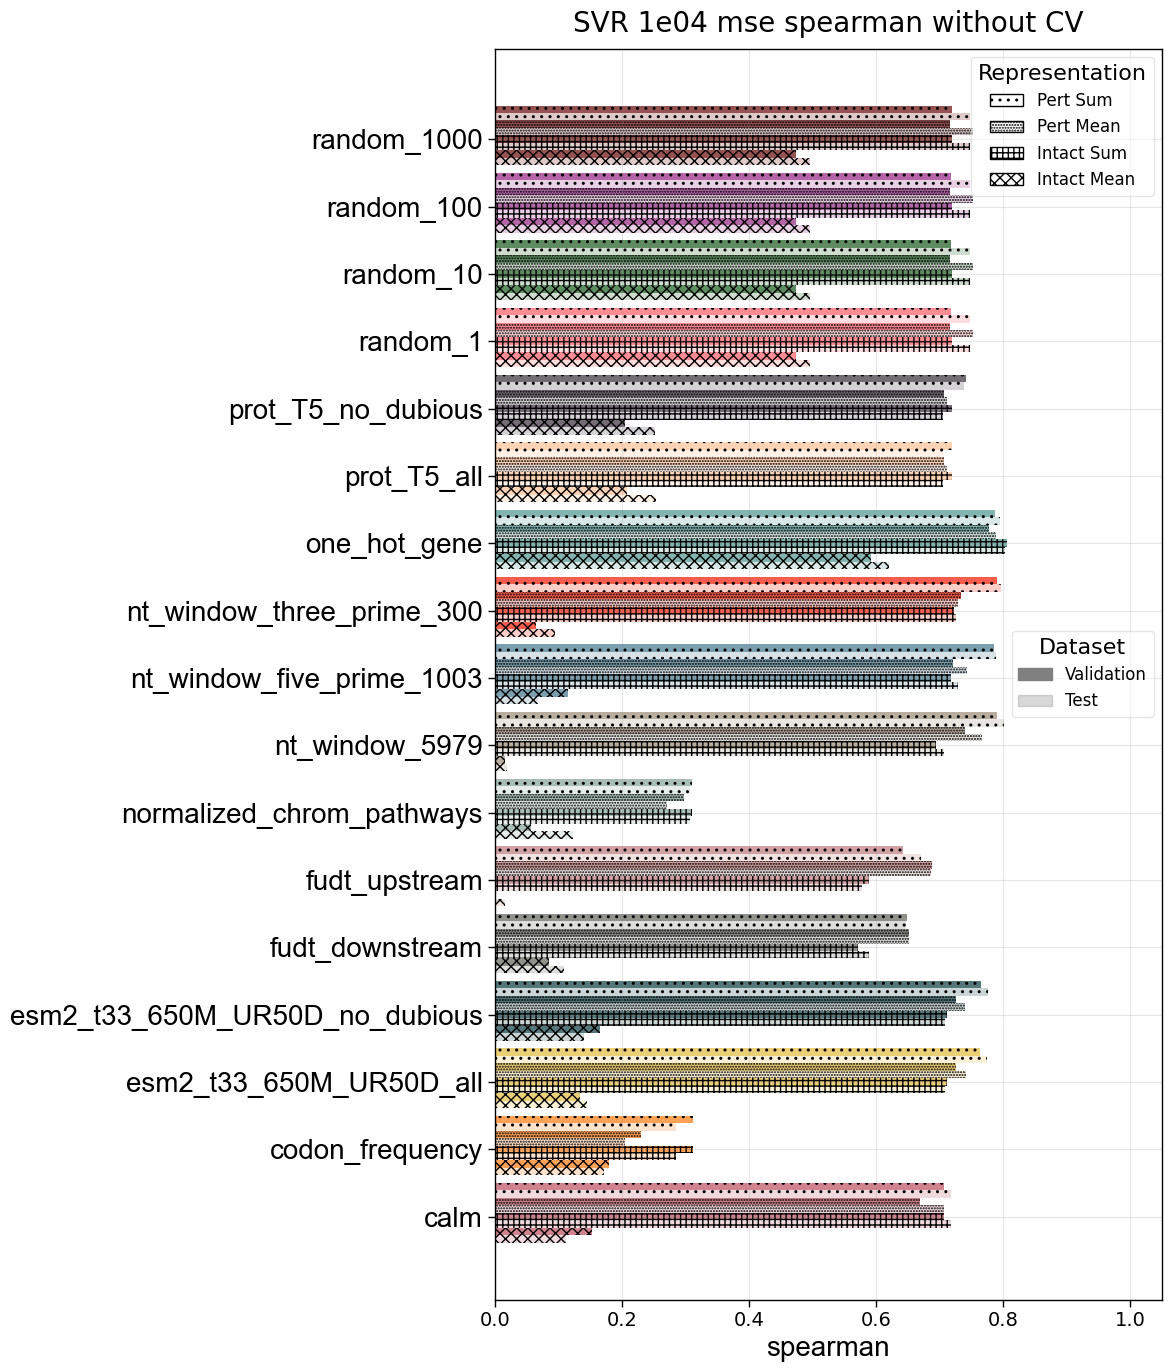 SVR 1e04 mse spearman without CV
Representation
Pert Sum
Pert Mean
Intact Sum
Intact Mean
random_1000
random_100
random_10
random_1
prot_T5_no_dubious
prot_T5_all
one_hot_gene
nt_window_three_prime_300
nt_window_five_prime_1003
nt_window_5979
normalized_chrom_pathways
fudt_upstream
fudt_downstream
esm2_t33_650M_UR50D_no_dubious
esm2_t33_650M_UR50D_all
codon_frequency
calm
Dataset
Validation
Test
0.0 0.2 0.4 0.6 0.8 1.0
spearman